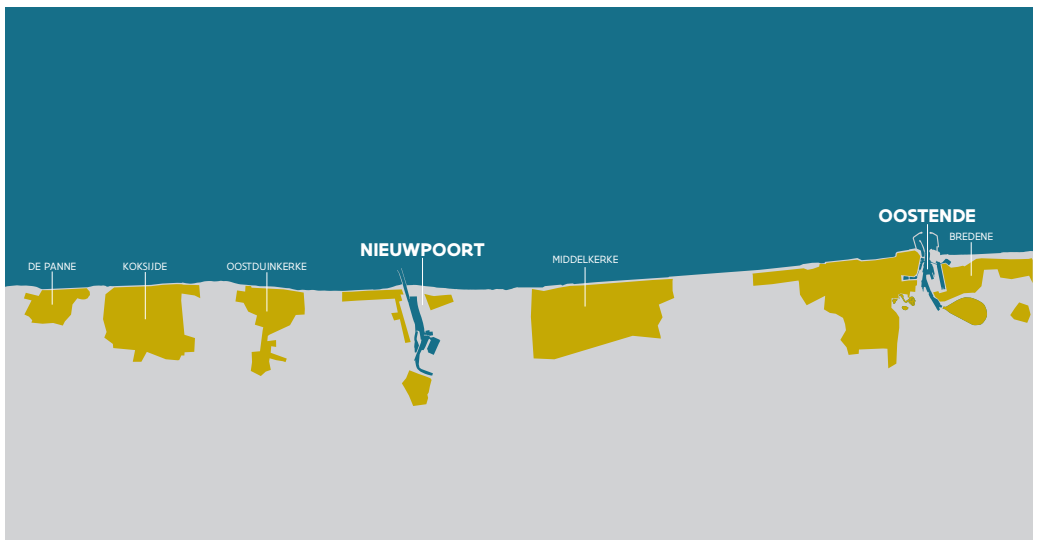 DE PANNE
KOKSIJDE
OOSTDUINKERKE
NIEUWPOORT
MIDDELKERKE
OOSTENDE
BREDENE